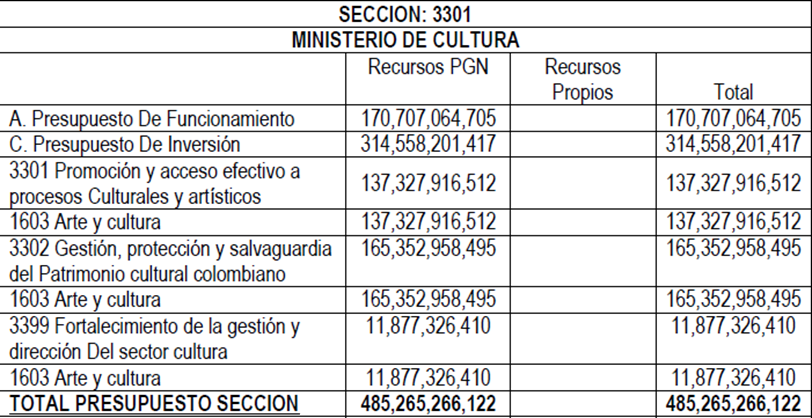 SECCION: 3301
MINISTERIO DE CULTURA
Recursos PGN Recursos Propios Total
A. Presupuesto De Funcionamiento 170,707,064,705 170,707,064,705
C. Presupuesto De Inversión 314,558,201,417 314,558,201,417
3301 Promoción y acceso efectivo a
procesos Culturales y artísticos 137,327,916,512 137,327,916,512
1603 Arte y cultura 137,327,916,512 137,327,916,512
3302 Gestión, protección y salvaguardia 165,352,958,495 165,352,958,495
del Patrimonio cultural colombiano
1603 Arte y cultura 165,352,958,495 165,352,958,495
3399 Fortalecimiento de la gestión y 11,877,326,410 11,877,326,410
dirección Del sector cultura
1603 Arte y cultura 11,877,326,410 11,877,326,410
TOTAL PRESUPUESTO SECCION 485,265,266,122 485,265,266,122